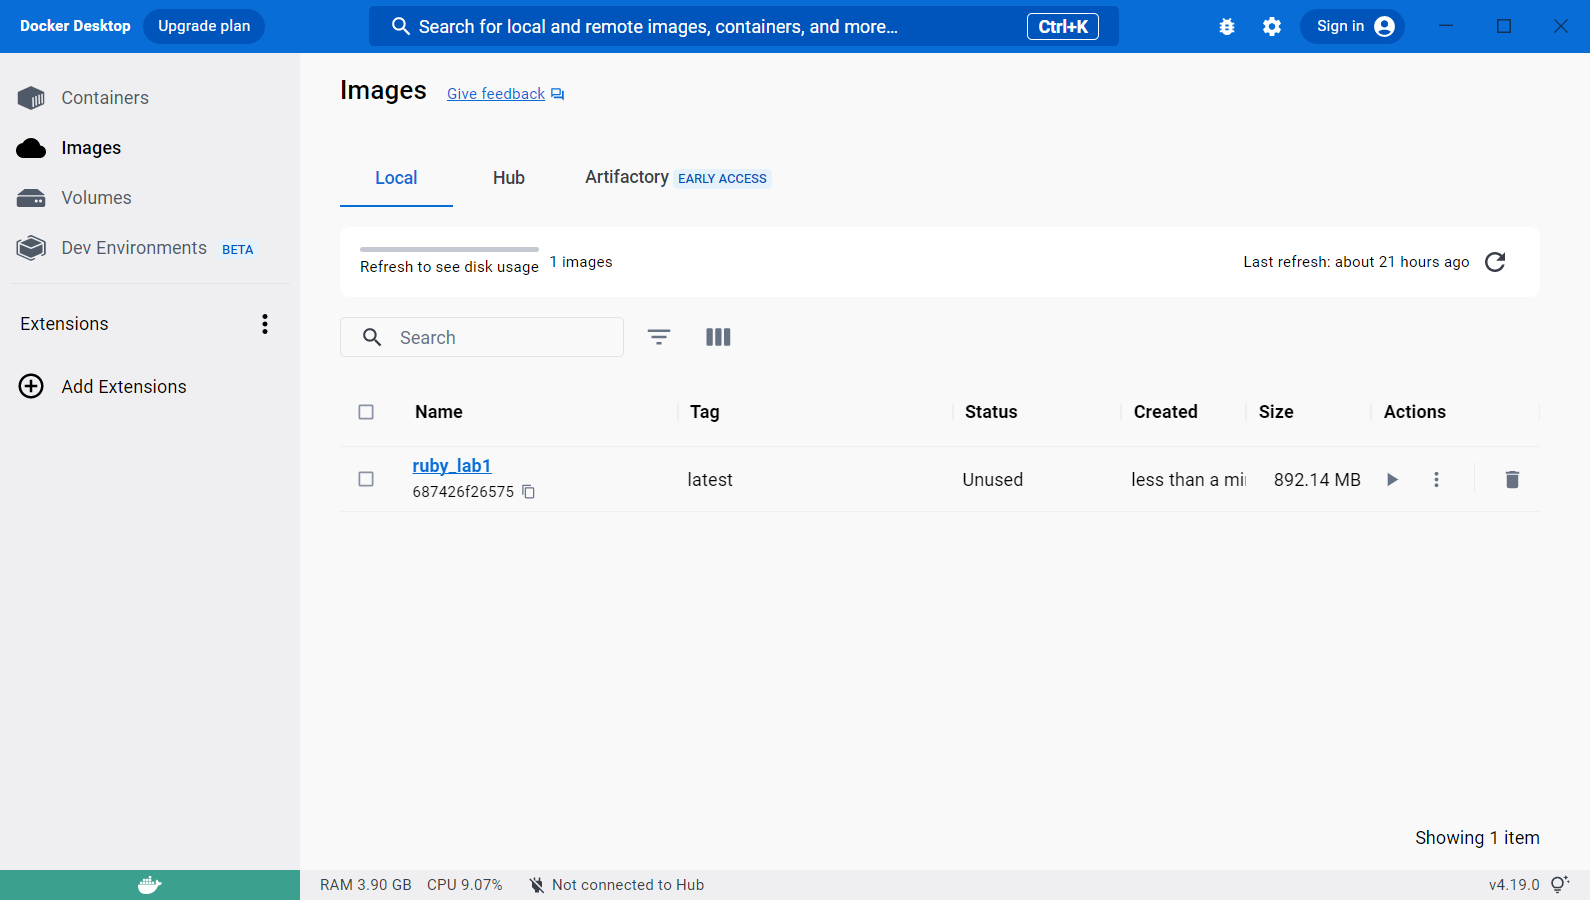 Docker Desktop
Upgrade plan
Search for local and remote images, containers, and more...
Ctrl+K
Sign in
Containers
Images
Volumes
Dev Environments BETA
Extensions
Add Extensions
Images
Give feedback
Local
Hub
Artifactory EARLY ACCESS
Refresh to see disk usage
1 images
Last refresh: about 21 hours ago
Search
Name Tag Status Created Size Actions
ruby_lab1
687426f26575
latest Unused less than a mi 892.14 MB
Showing 1 item
RAM 3.90 GB CPU 9.07% Not connected to Hub
v4.19.0